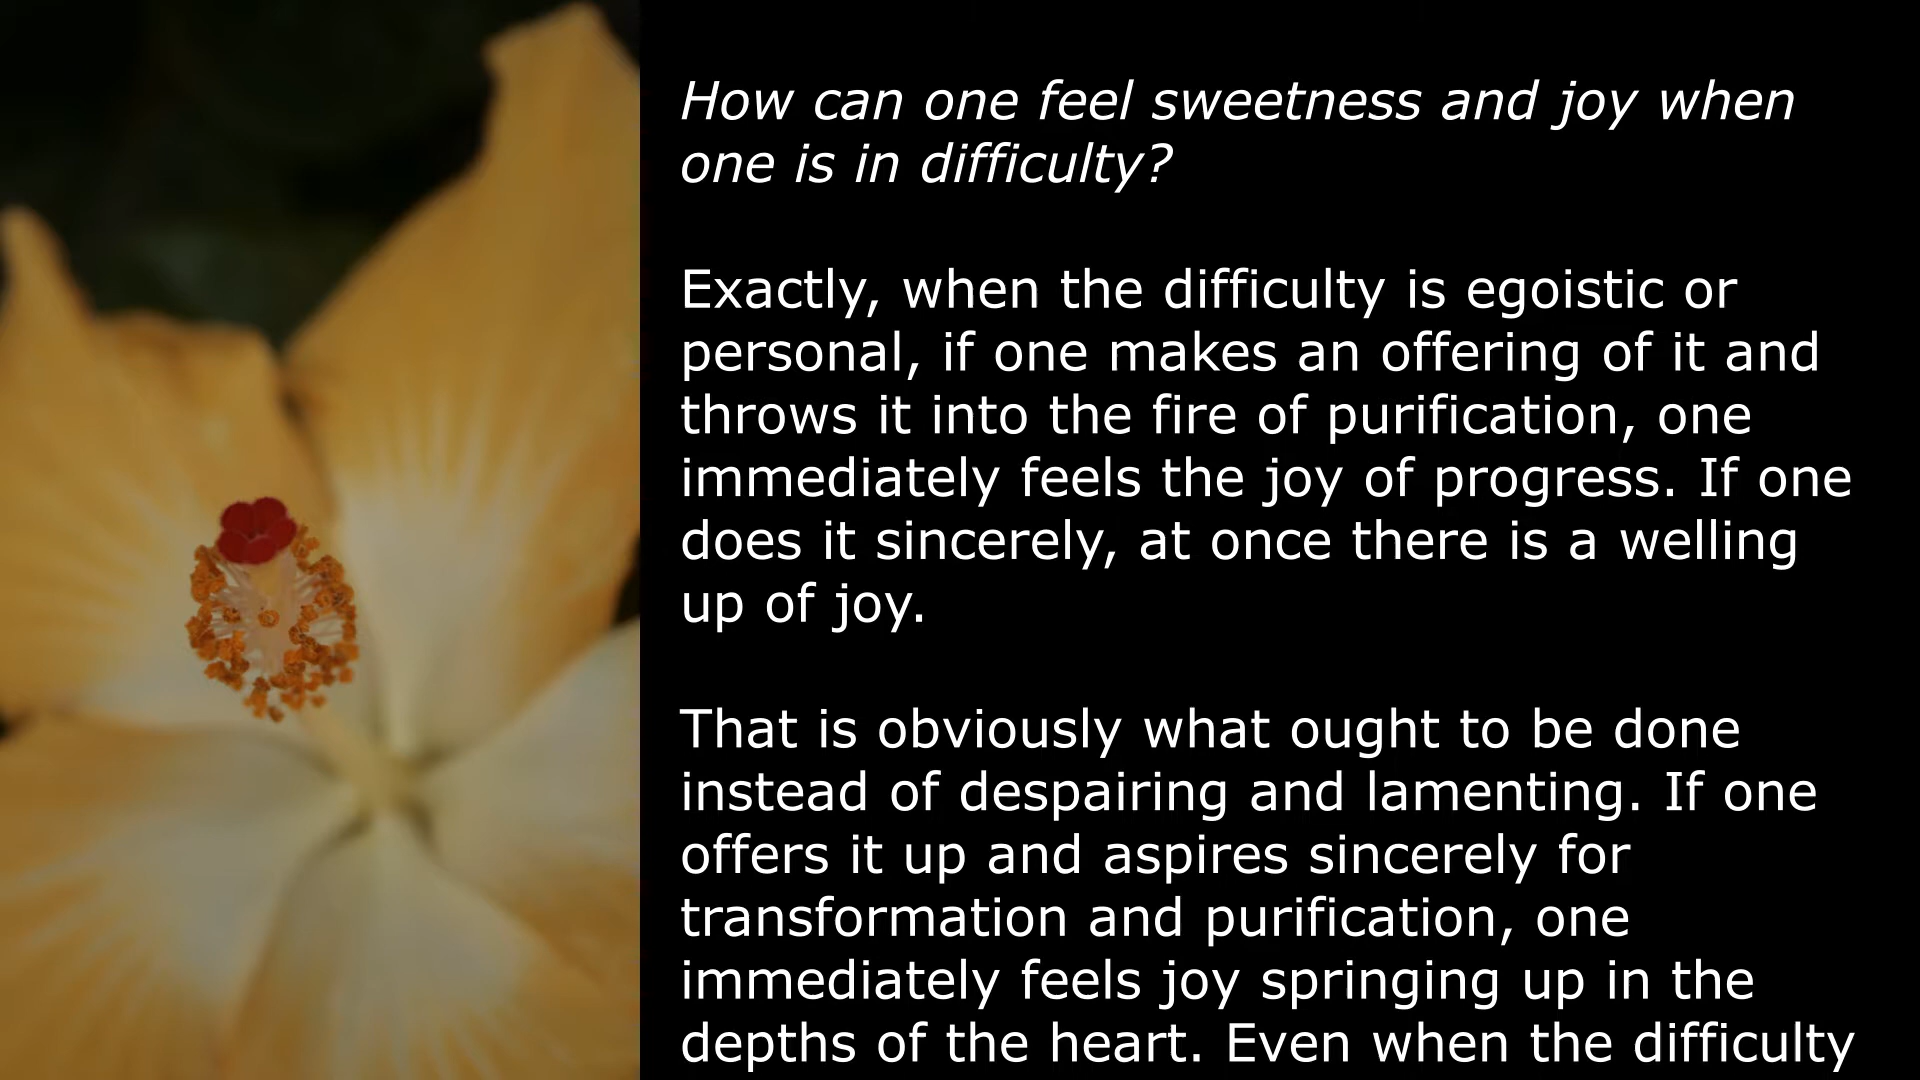 How can one feel sweetness and joy when
one is in difficulty?
Exactly, when the difficulty is egoistic or
personal, if one makes an offering of it and
throws it into the fire of purification, one
immediately feels the joy of progress. If one
does it sincerely, at once there is a welling
up of joy.
That is obviously what ought to be done
instead of despairing and lamenting. If one
offers it up and aspires sincerely for
transformation and purification, one
immediately feels joy springing up in the
depths of the heart. Even when the difficulty